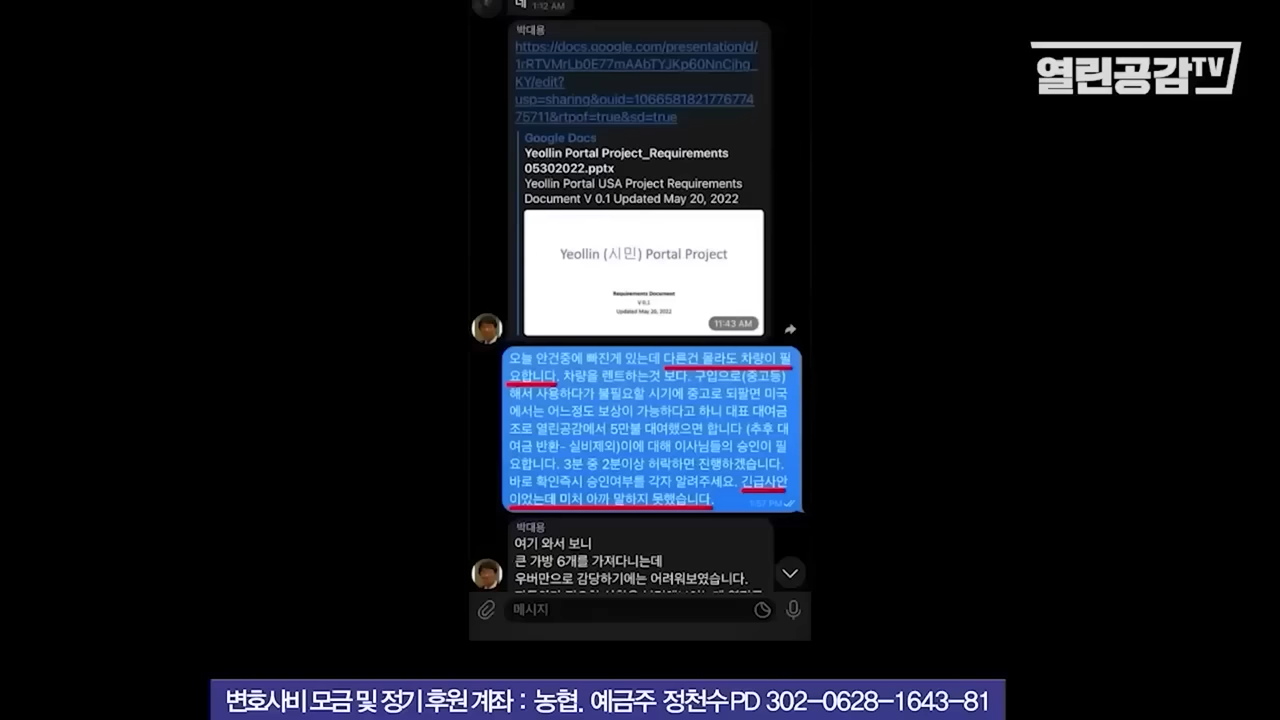 네 1:12 AM
열린공감TV
박대용
https://docs.google.com/presentation/d/
1rRTVMrLb0E77mAAbTYJKp60NnCihg_
KY/edit?
usp=sharing&ouid=1066581821776774
75711&rtpof=true&sd=true
Google Docs
Yeollin Portal Project_Requirements
05302022.pptx
Yeollin Portal USA Project Requirements
Document V 0.1 Updated May 20, 2022
Yeollin (시민) Portal Project
Requirements Document
V 0.1
Updated May 20, 2022
11:43 AM
오늘 안건중에 빠진게 있는데 다른건 몰라도 차량이 필
요합니다. 차량을 렌트하는것 보다. 구입으로(중고등)
해서 사용하다가 불필요할 시기에 중고로 되팔면 미국
에서는 어느정도 보상이 가능하다고 하니 대표 대여금
조로 열린공감에서 5만불 대여했으면 합니다 (추후 대
여금 반환- 실비제외)이에 대해 이사님들의 승인이 필
요합니다. 3분 중 2분이상 허락하면 진행하겠습니다.
바로 확인즉시 승인여부를 각자 알려주세요. 긴급사안
이었는데 미처 아까 말하지 못했습니다.
1:57 PM
박대용
여기 와서 보니
큰 가방 6개를 가져다니는데
우버만으로 감당하기에는 어려워보였습니다.
메시지
변호사비 모금 및 정기 후원 계좌 : 농협. 예금주 정천수PD 302-0628-1643-81